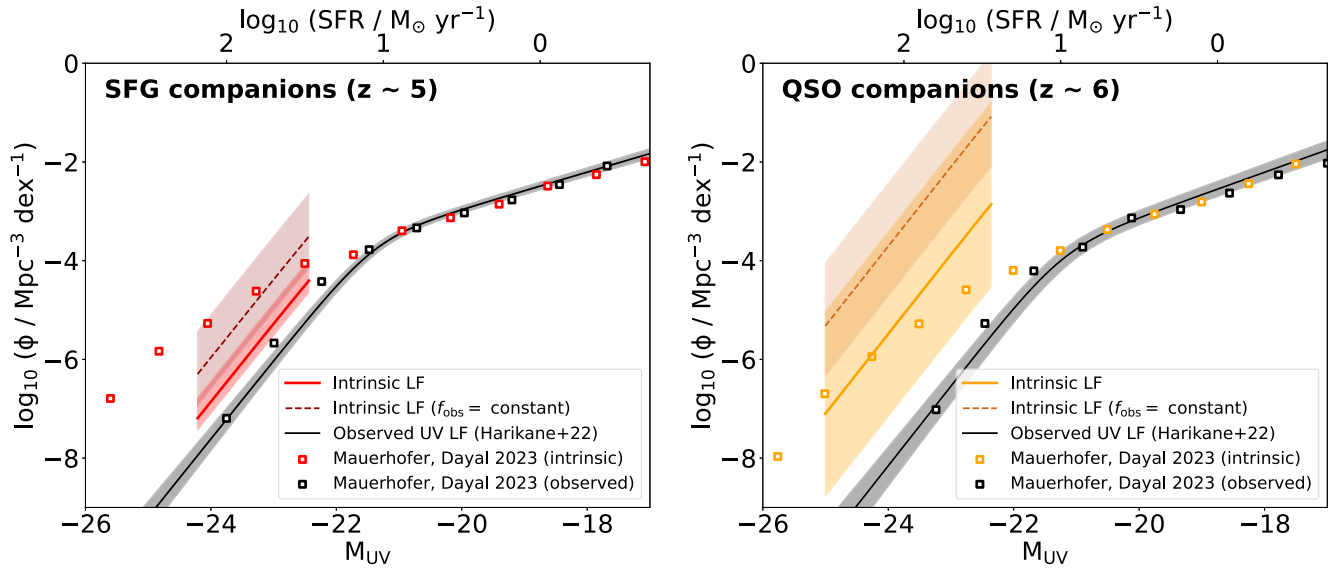 log₁₀ (SFR / M⊙ yr⁻¹)
2 1 0
SFG companions (z ~ 5)
log₁₀ (ϕ / Mpc⁻³ dex⁻¹)
0
−2
−4
−6
−8
Intrinsic LF
Intrinsic LF (f_obs = constant)
Observed UV LF (Harikane+22)
Mauerhofer, Dayal 2023 (intrinsic)
Mauerhofer, Dayal 2023 (observed)
−26 −24 −22 −20 −18
M_UV
log₁₀ (SFR / M⊙ yr⁻¹)
2 1 0
QSO companions (z ~ 6)
log₁₀ (ϕ / Mpc⁻³ dex⁻¹)
0
−2
−4
−6
−8
Intrinsic LF
Intrinsic LF (f_obs = constant)
Observed UV LF (Harikane+22)
Mauerhofer, Dayal 2023 (intrinsic)
Mauerhofer, Dayal 2023 (observed)
−26 −24 −22 −20 −18
M_UV